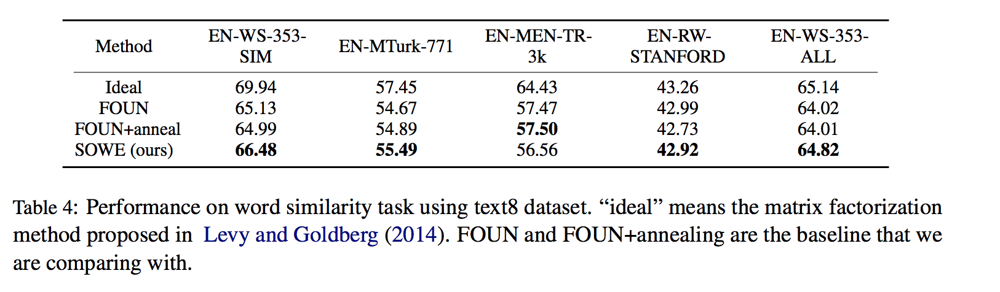 Method EN-WS-353-SIM EN-MTurk-771 EN-MEN-TR-3k EN-RW-STANFORD EN-WS-353-ALL
Ideal 69.94 57.45 64.43 43.26 65.14
FOUN 65.13 54.67 57.47 42.99 64.02
FOUN+anneal 64.99 54.89 57.50 42.73 64.01
SOWE (ours) 66.48 55.49 56.56 42.92 64.82
Table 4: Performance on word similarity task using text8 dataset. “ideal” means the matrix factorization
method proposed in Levy and Goldberg (2014). FOUN and FOUN+annealing are the baseline that we
are comparing with.